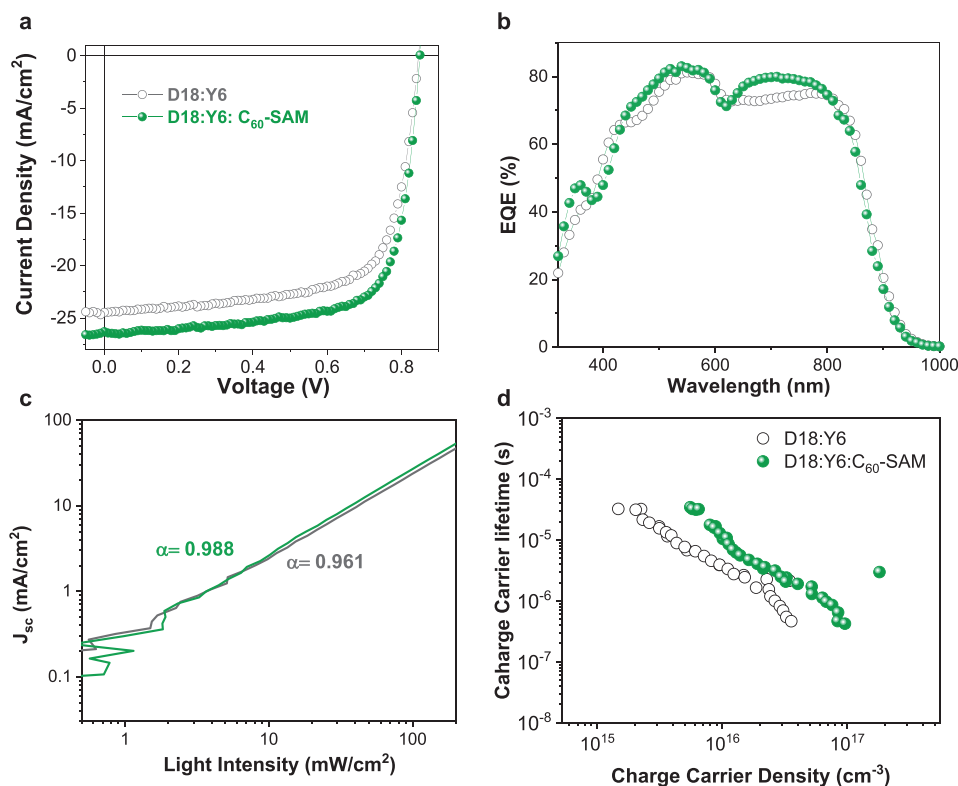 a
Current Density (mA/cm²)
0
-5
-10
-15
-20
-25
D18:Y6
D18:Y6: C₆₀-SAM
0.0 0.2 0.4 0.6 0.8
Voltage (V)
b
EQE (%)
80
60
40
20
0
400 600 800 1000
Wavelength (nm)
c
J_sc (mA/cm²)
100
10
1
0.1
α= 0.988
α= 0.961
1 10 100
Light Intensity (mW/cm²)
d
Caharge Carrier lifetime (s)
10⁻³
10⁻⁴
10⁻⁵
10⁻⁶
10⁻⁷
10⁻⁸
D18:Y6
D18:Y6:C₆₀-SAM
10¹⁵ 10¹⁶ 10¹⁷
Charge Carrier Density (cm⁻³)